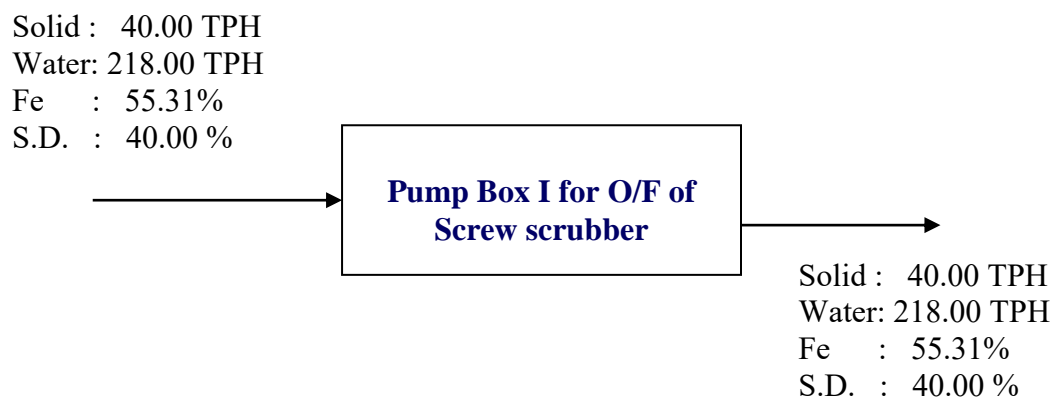 Solid : 40.00 TPH
Water: 218.00 TPH
Fe : 55.31%
S.D. : 40.00 %
Pump Box I for O/F of
Screw scrubber
Solid : 40.00 TPH
Water: 218.00 TPH
Fe : 55.31%
S.D. : 40.00 %